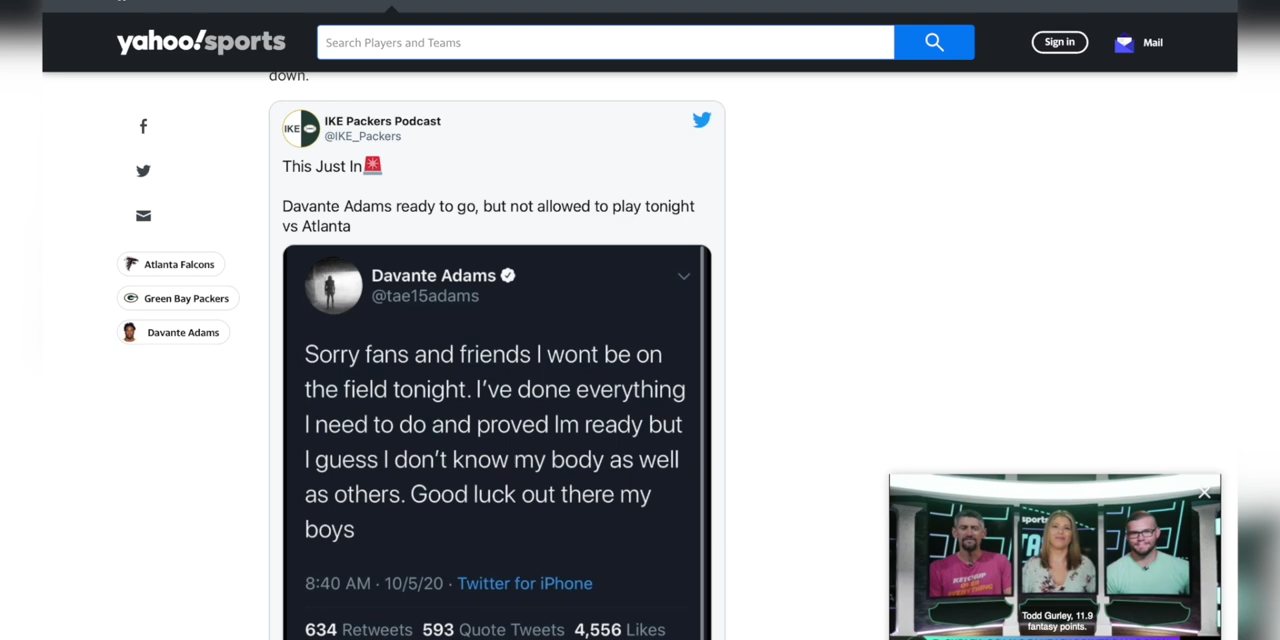 yahoo!sports
Search Players and Teams
Sign in
Mail
down.
IKE
IKE Packers Podcast
@IKE_Packers
This Just In
Davante Adams ready to go, but not allowed to play tonight
vs Atlanta
Atlanta Falcons
Green Bay Packers
Davante Adams
Davante Adams
@tae15adams
Sorry fans and friends I wont be on
the field tonight. I've done everything
I need to do and proved Im ready but
I guess I don't know my body as well
as others. Good luck out there my
boys
8:40 AM · 10/5/20 · Twitter for iPhone
634 Retweets 593 Quote Tweets 4,556 Likes
sports
KETCHUP
EVERYTHING
Todd Gurley, 11.9
fantasy points.